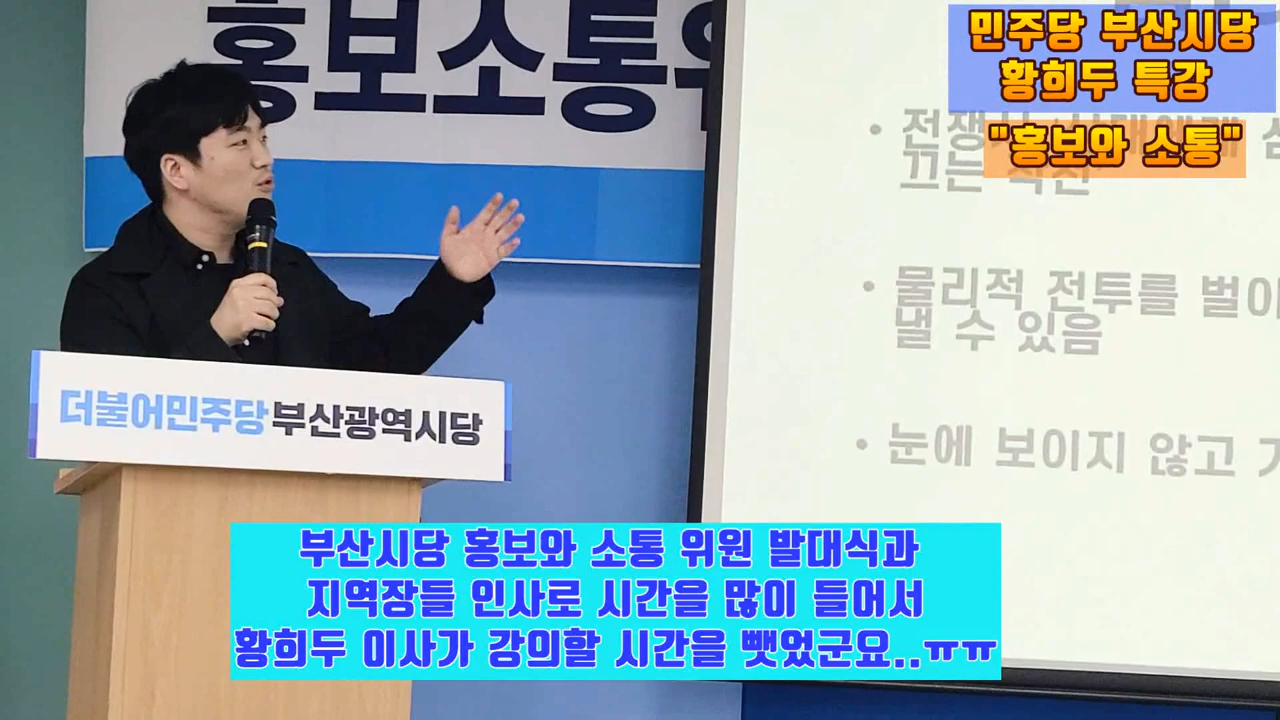 홍보소통위
민주당 부산시당
황희두 특강
"홍보와 소통"
• 전쟁
끄는
• 물리적 전투를 벌이
낼 수 있음
• 눈에 보이지 않고
더불어민주당 부산광역시당
부산시당 홍보와 소통 위원 발대식과
지역장들 인사로 시간을 많이 들어서
황희두 이사가 강의할 시간을 뺏었군요..ㅠㅠ